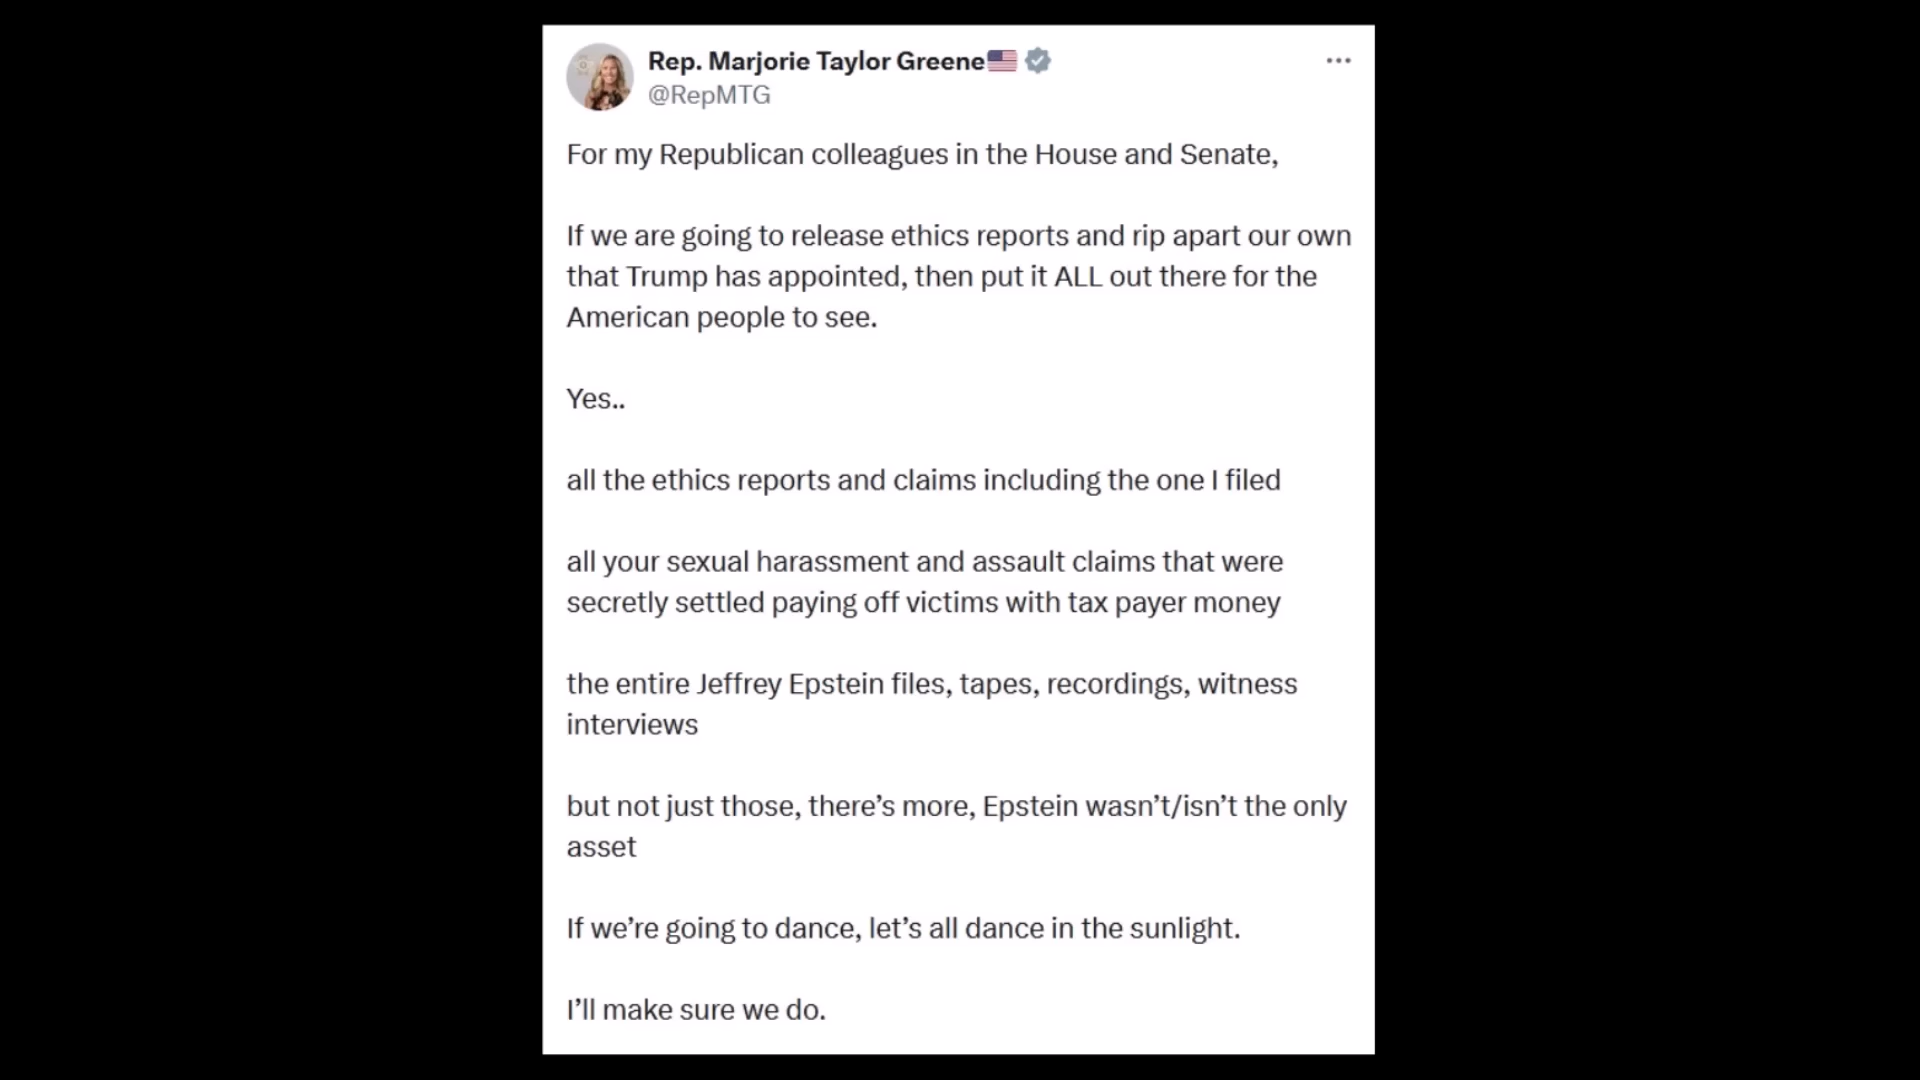 Rep. Marjorie Taylor Greene🇺🇸
@RepMTG
For my Republican colleagues in the House and Senate,
If we are going to release ethics reports and rip apart our own
that Trump has appointed, then put it ALL out there for the
American people to see.
Yes..
all the ethics reports and claims including the one I filed
all your sexual harassment and assault claims that were
secretly settled paying off victims with tax payer money
the entire Jeffrey Epstein files, tapes, recordings, witness
interviews
but not just those, there’s more, Epstein wasn’t/isn’t the only
asset
If we’re going to dance, let’s all dance in the sunlight.
I’ll make sure we do.